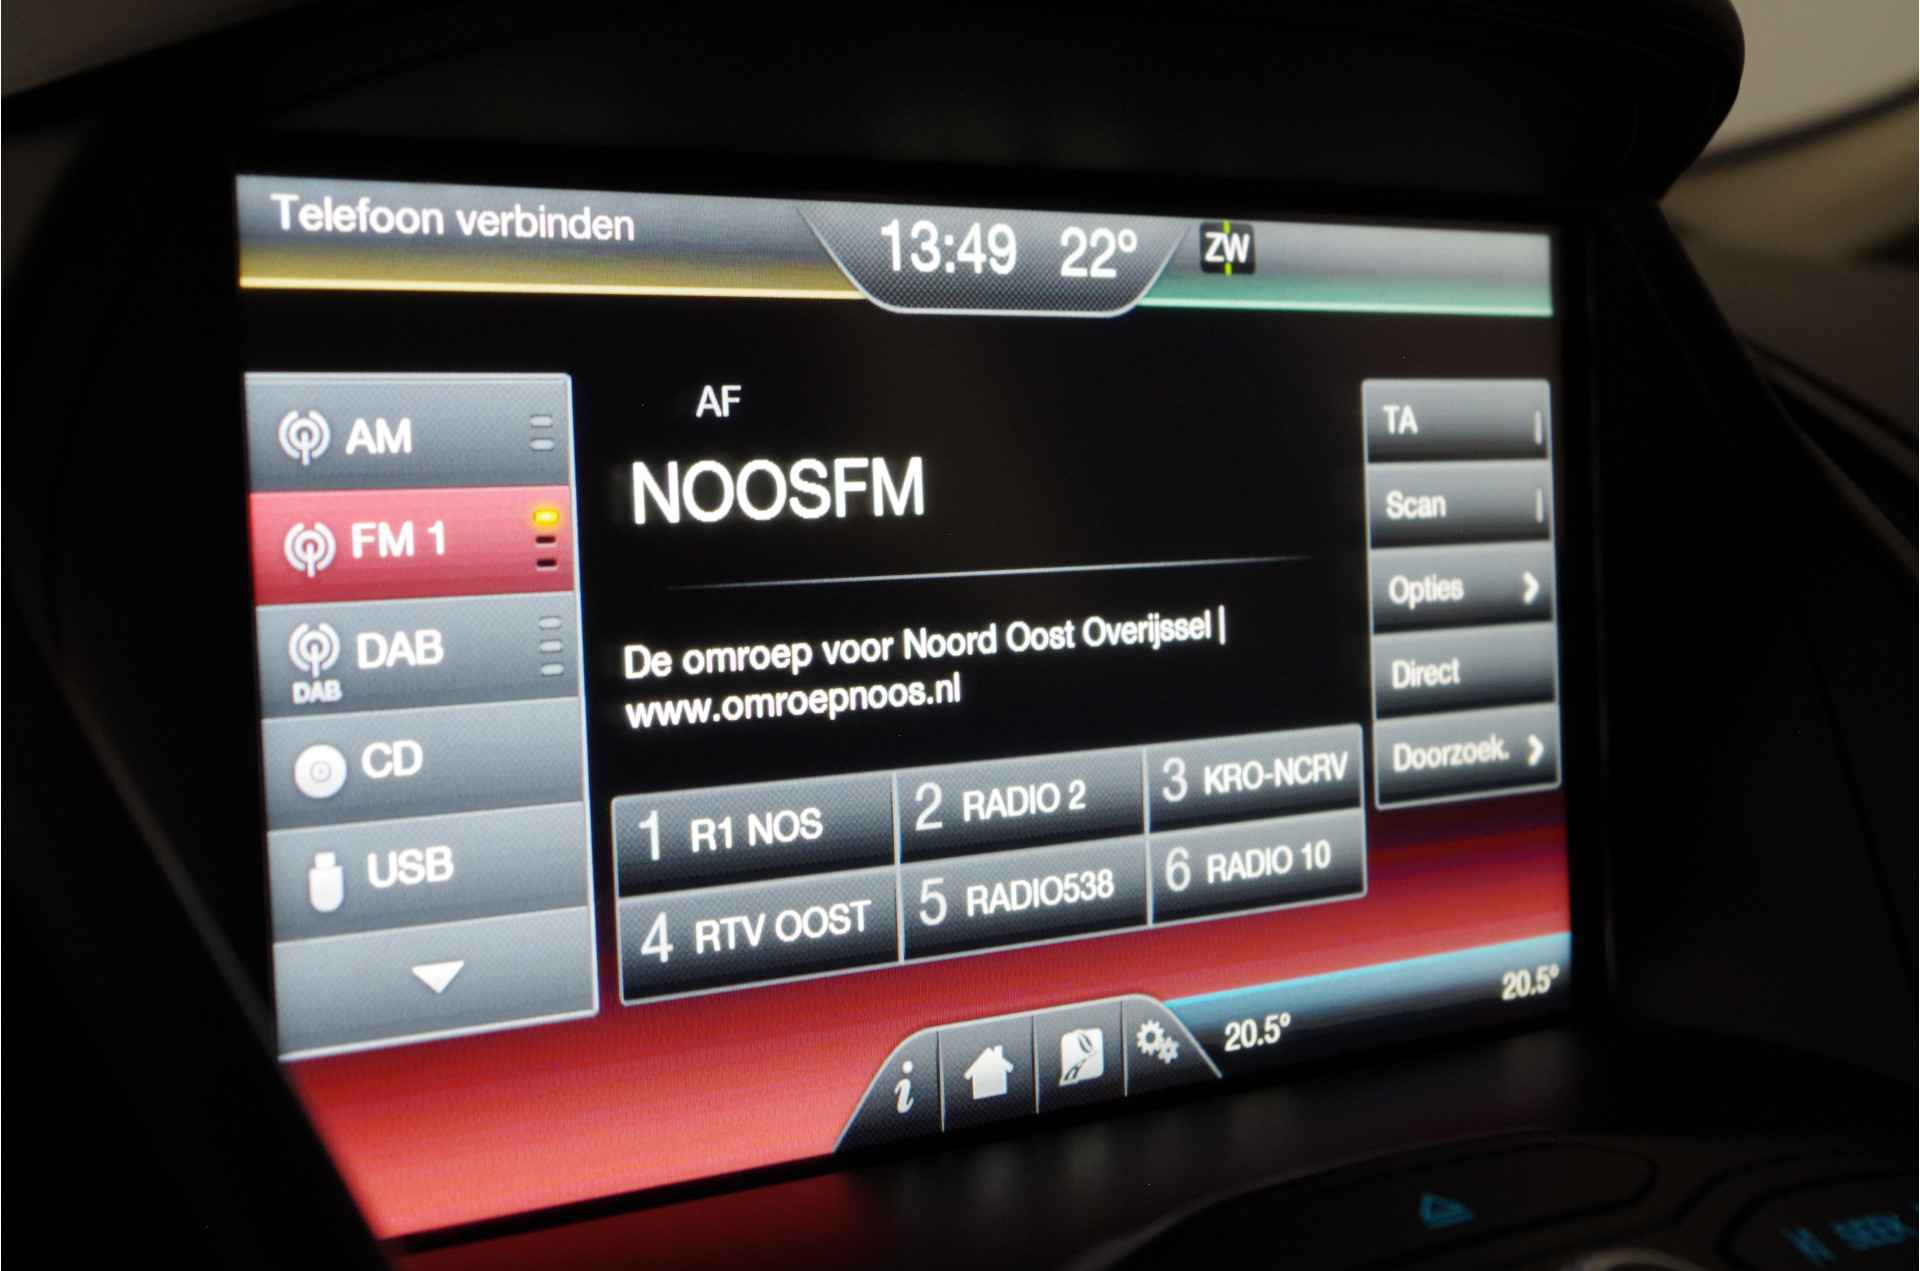 Telefoon verbinden
13:49 22° ZW
AM
FM 1
DAB
DAB
CD
USB
AF
NOOSFM
De omroep voor Noord Oost Overijssel |
www.omroepnoos.nl
1 R1 NOS 2 RADIO 2 3 KRO-NCRV
4 RTV OOST 5 RADIO538 6 RADIO 10
TA
Scan
Opties
Direct
Doorzoek.
i
20.5° 20.5°
SEEK